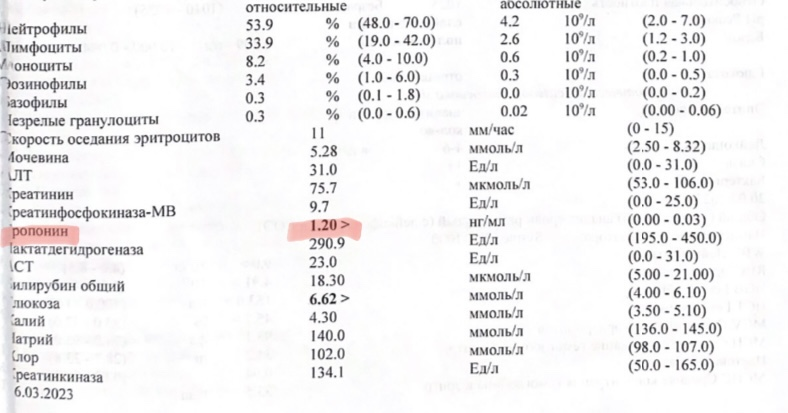 относительные абсолютные
Нейтрофилы 53.9 % (48.0 - 70.0) 4.2 10⁹/л (2.0 - 7.0)
Лимфоциты 33.9 % (19.0 - 42.0) 2.6 10⁹/л (1.2 - 3.0)
Моноциты 8.2 % (4.0 - 10.0) 0.6 10⁹/л (0.2 - 1.0)
Эозинофилы 3.4 % (1.0 - 6.0) 0.3 10⁹/л (0.0 - 0.5)
Базофилы 0.3 % (0.1 - 1.8) 0.0 10⁹/л (0.0 - 0.2)
Незрелые гранулоциты 0.3 % (0.0 - 0.6) 0.02 10⁹/л (0.00 - 0.06)
Скорость оседания эритроцитов 11 мм/час (0 - 15)
Мочевина 5.28 ммоль/л (2.50 - 8.32)
АЛТ 31.0 Ед/л (0.0 - 31.0)
Креатинин 75.7 мкмоль/л (53.0 - 106.0)
Креатинфосфокиназа-МВ 9.7 Ед/л (0.0 - 25.0)
Тропонин 1.20 > нг/мл (0.00 - 0.03)
Лактатдегидрогеназа 290.9 Ед/л (195.0 - 450.0)
АСТ 23.0 Ед/л (0.0 - 31.0)
Билирубин общий 18.30 мкмоль/л (5.00 - 21.00)
Глюкоза 6.62 > ммоль/л (4.00 - 6.10)
Калий 4.30 ммоль/л (3.50 - 5.10)
Натрий 140.0 ммоль/л (136.0 - 145.0)
Хлор 102.0 ммоль/л (98.0 - 107.0)
Креатинкиназа 134.1 Ед/л (50.0 - 165.0)
6.03.2023